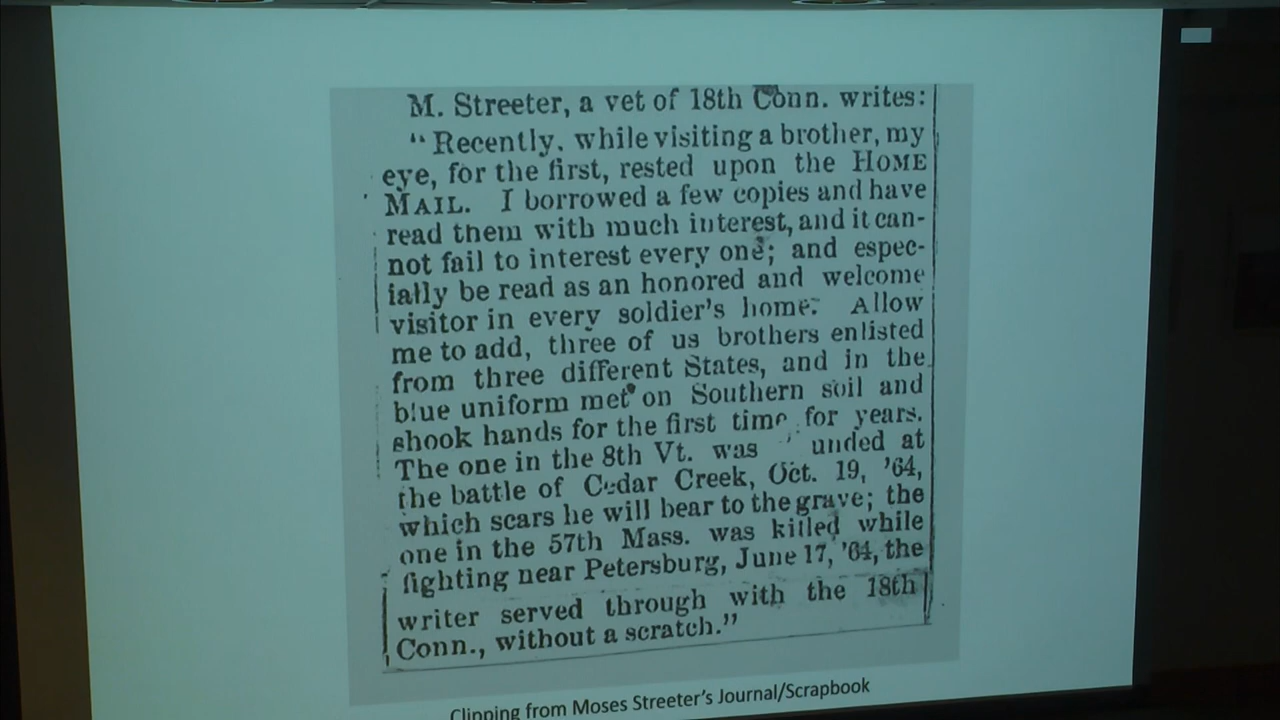 M. Streeter, a vet of 18th Conn. writes:
"Recently, while visiting a brother, my
eye, for the first, rested upon the HOME
MAIL. I borrowed a few copies and have
read them with much interest, and it can-
not fail to interest every one; and espec-
ially be read as an honored and welcome
visitor in every soldier's home. Allow
me to add, three of us brothers enlisted
from three different States, and in the
blue uniform met on Southern soil and
shook hands for the first time for years.
The one in the 8th Vt. was unded at
the battle of Cedar Creek, Oct. 19, '64,
which scars he will bear to the grave; the
one in the 57th Mass. was killed while
fighting near Petersburg, June 17, '64, the
writer served through with the 18th
Conn., without a scratch."
Clipping from Moses Streeter's Journal/Scrapbook